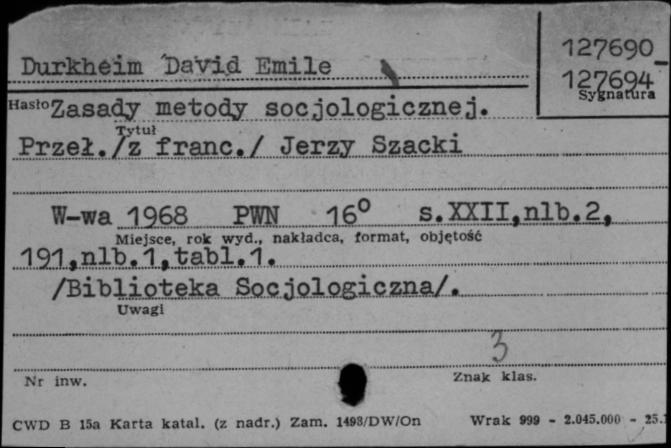 127690-
Durkheim David Emile
127694
Sygnatura
Hasło Zasady metody socjologicznej.
Tytuł
Przeł./z franc./ Jerzy Szacki
W-wa 1968 PWN 16° s.XXII,nlb.2,
Miejsce, rok wyd., nakładca, format, objętość
191,nlb.1,tabl.1.
/Biblioteka Socjologiczna/.
Uwagi
3
Nr inw. Znak klas.
CWD B 15a Karta katal. (z nadr.) Zam. 1493/DW/On Wrak 999 - 2.045.000 - 25.